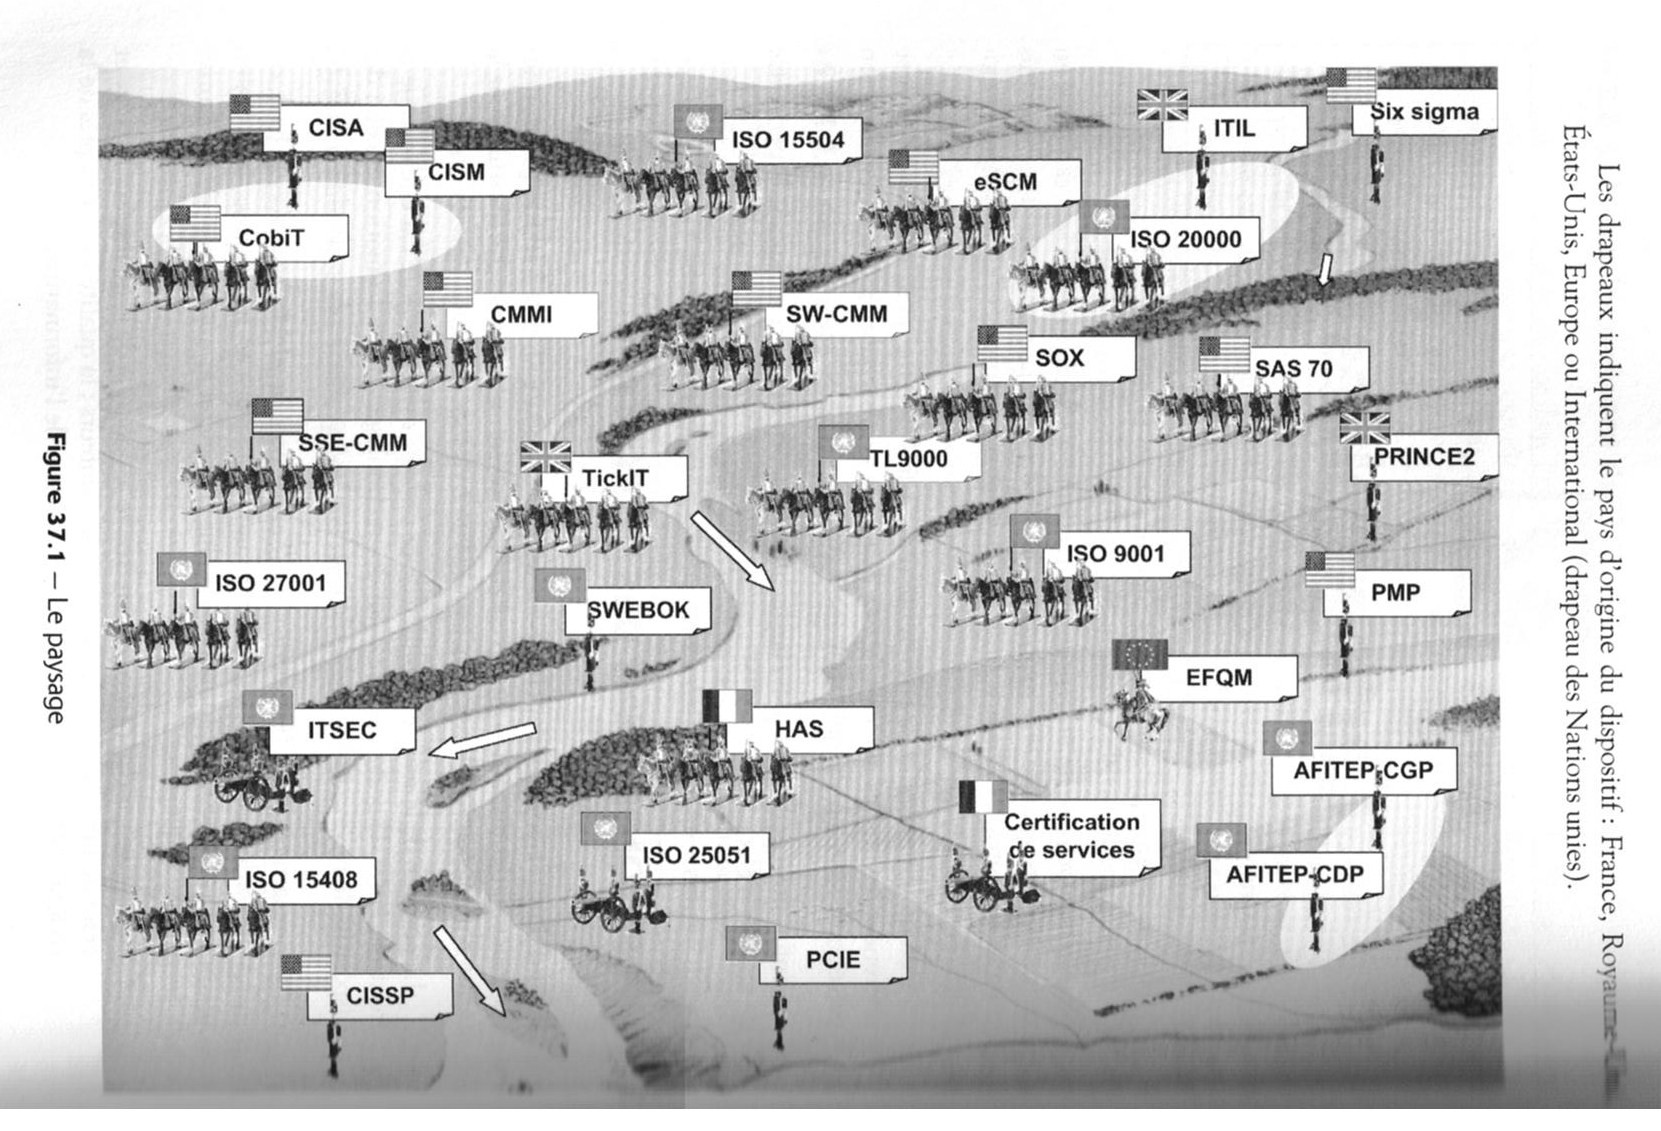 Les drapeaux indiquent le pays d'origine du dispositif : France, Royaume-Uni,
États-Unis, Europe ou International (drapeau des Nations unies).
CISA
CISM
CobiT
ISO 15504
eSCM
ITIL
Six sigma
ISO 20000
CMMI
SW-CMM
SOX
SAS 70
SSE-CMM
TickIT
TL9000
PRINCE2
ISO 9001
ISO 27001
SWEBOK
PMP
EFQM
ITSEC
HAS
AFITEP-CGP
Certification
de services
AFITEP-CDP
ISO 25051
ISO 15408
PCIE
CISSP
Figure 37.1 — Le paysage